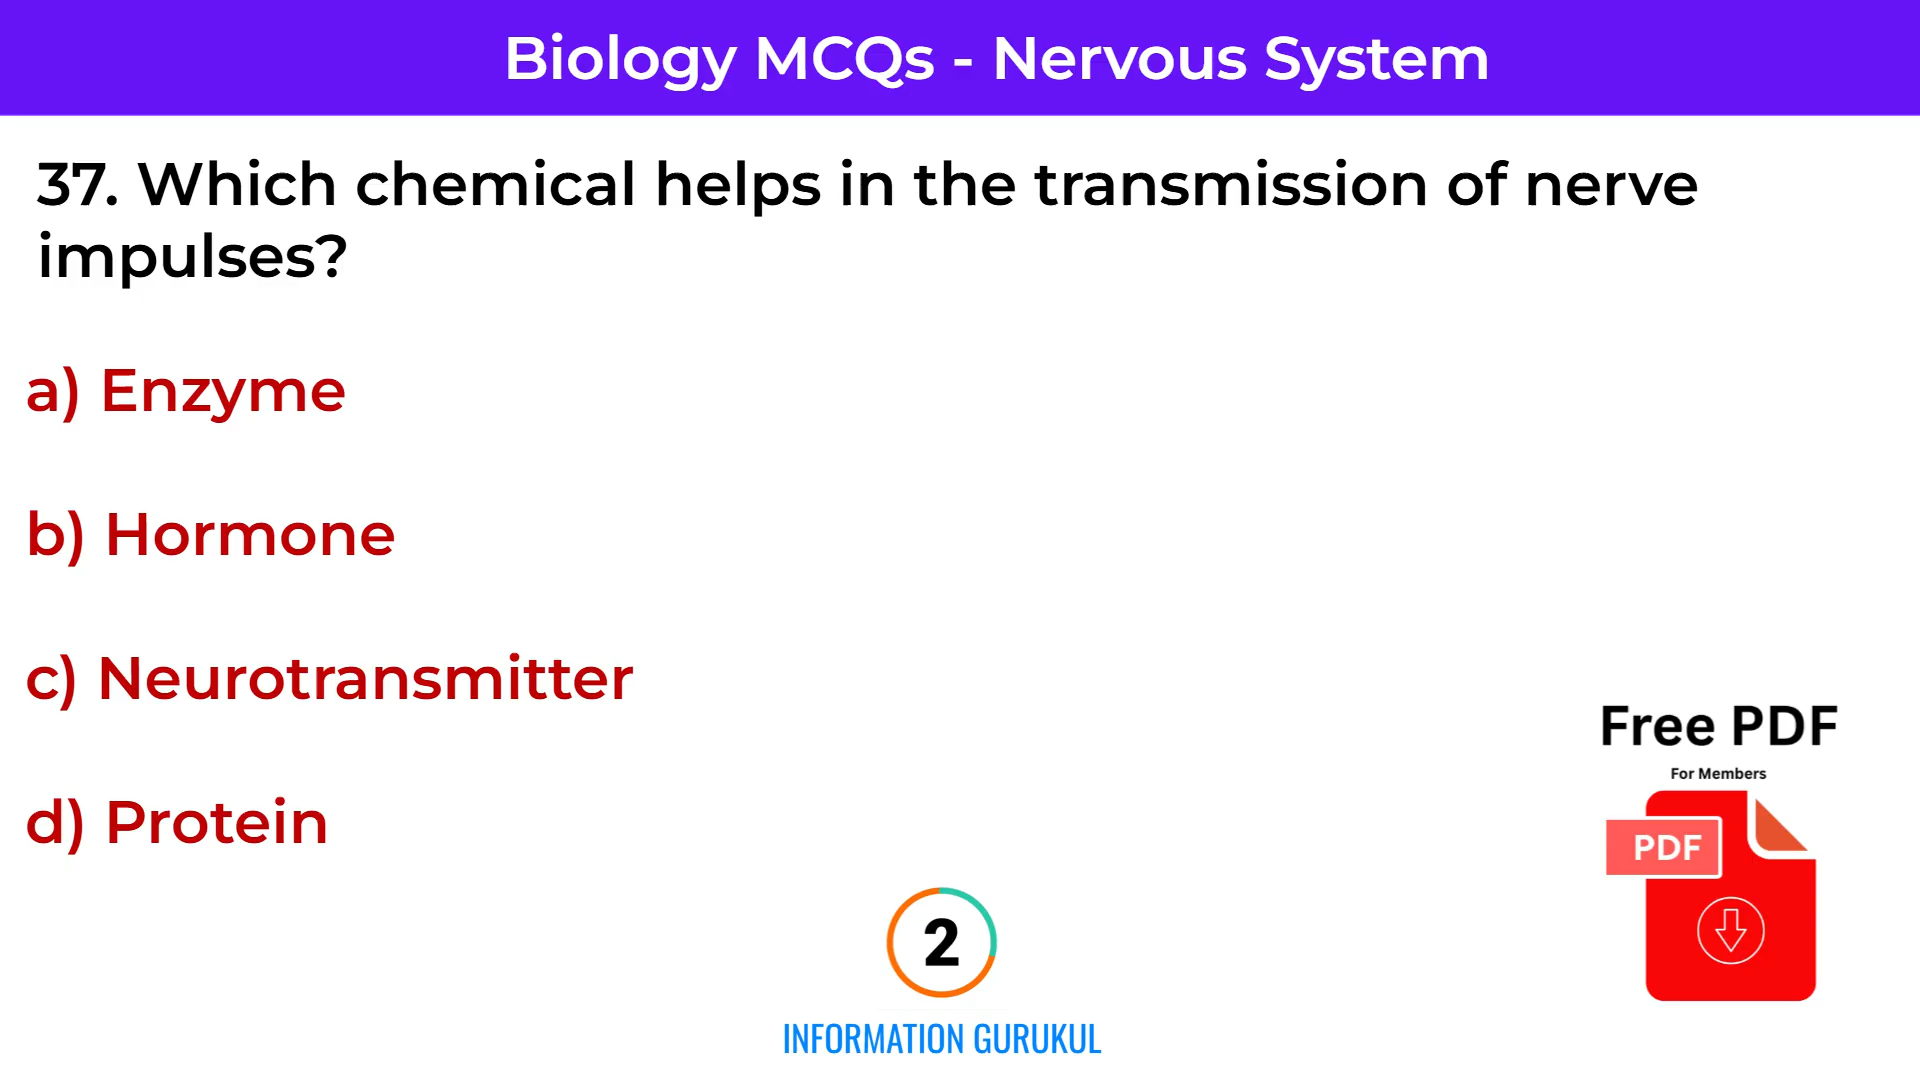 Biology MCQs - Nervous System
37. Which chemical helps in the transmission of nerve
impulses?
a) Enzyme
b) Hormone
c) Neurotransmitter
d) Protein
Free PDF
For Members
PDF
2
INFORMATION GURUKUL